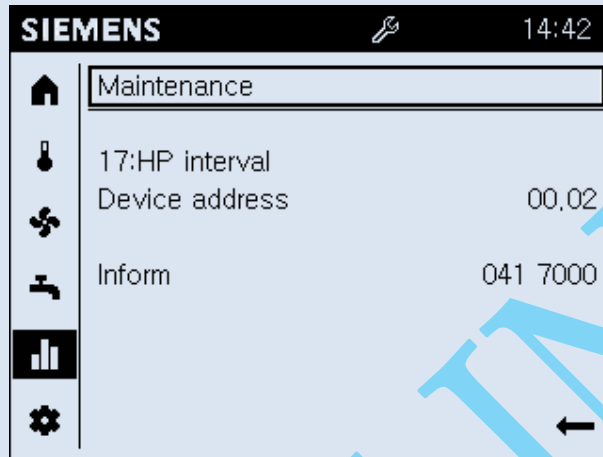 SIEMENS 14:42
Maintenance
17:HP interval
Device address 00.02
Inform 041 7000